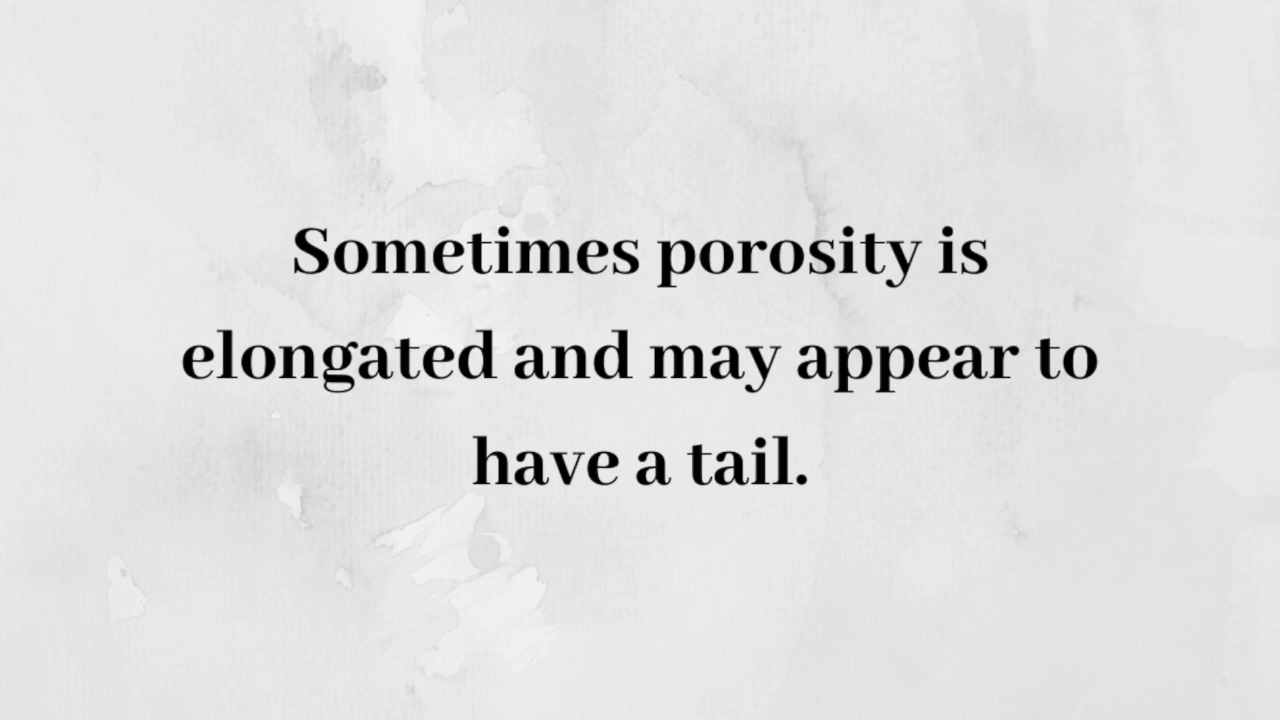 Sometimes porosity is
elongated and may appear to
have a tail.